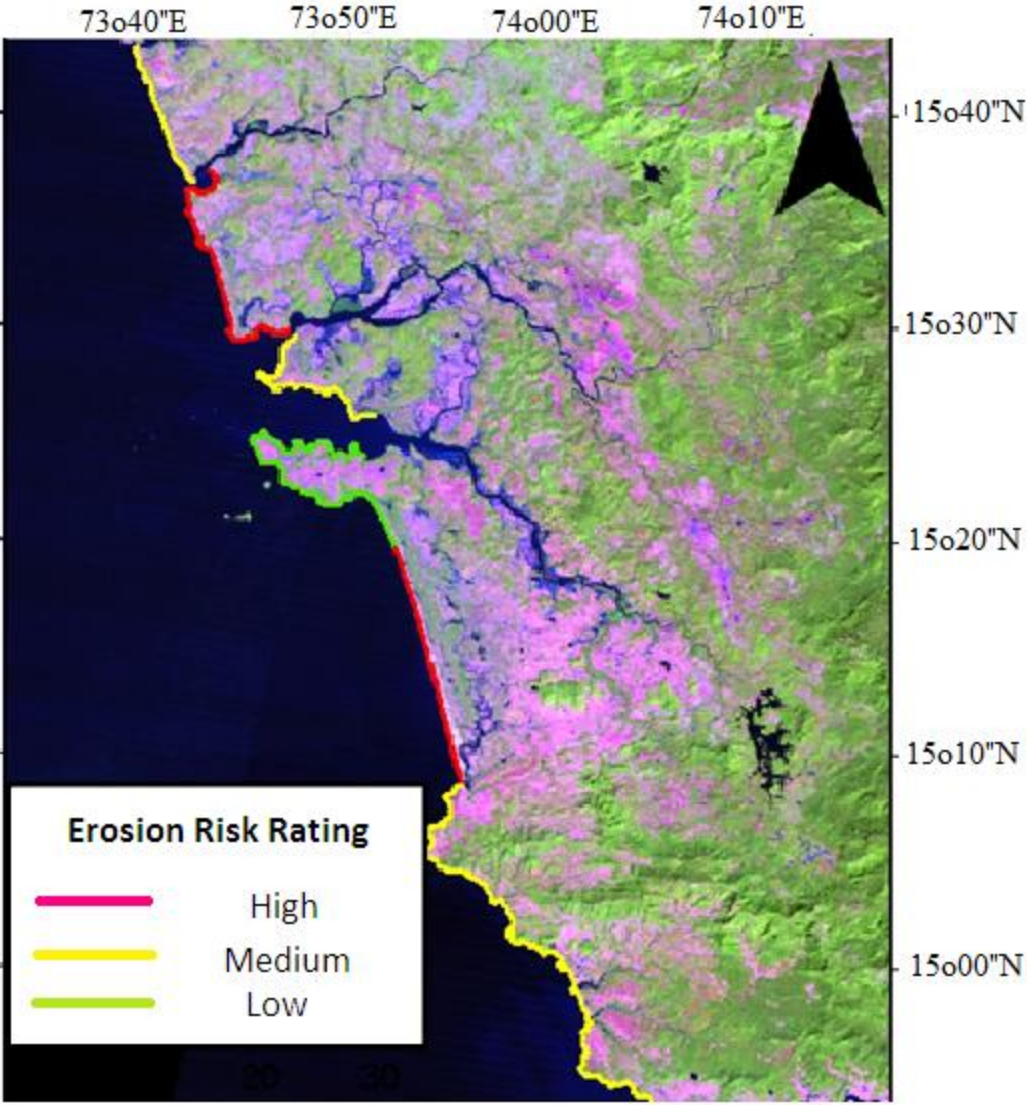 73o40"E 73o50"E 74o00"E 74o10"E
15o40"N
15o30"N
15o20"N
15o10"N
15o00"N
Erosion Risk Rating
High
Medium
Low
20 30